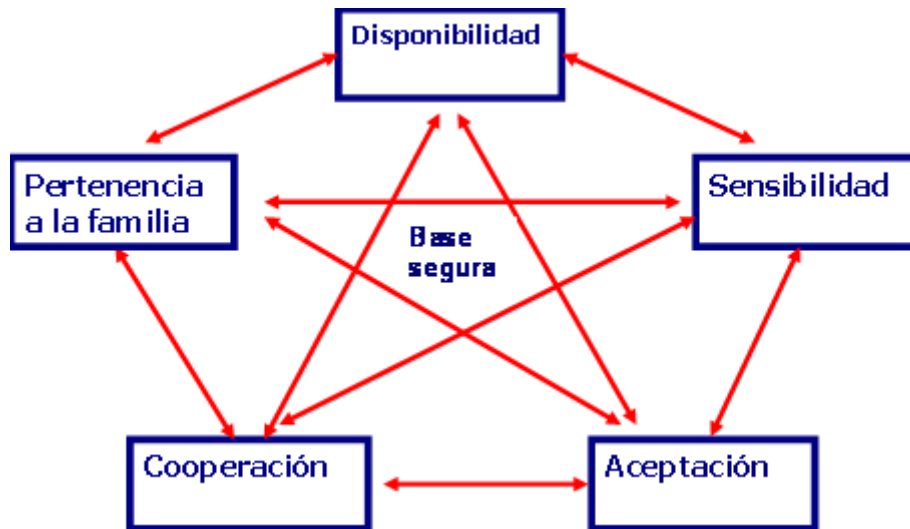 Disponibilidad
Pertenencia
a la familia
Sensibilidad
Base
segura
Cooperación
Aceptación